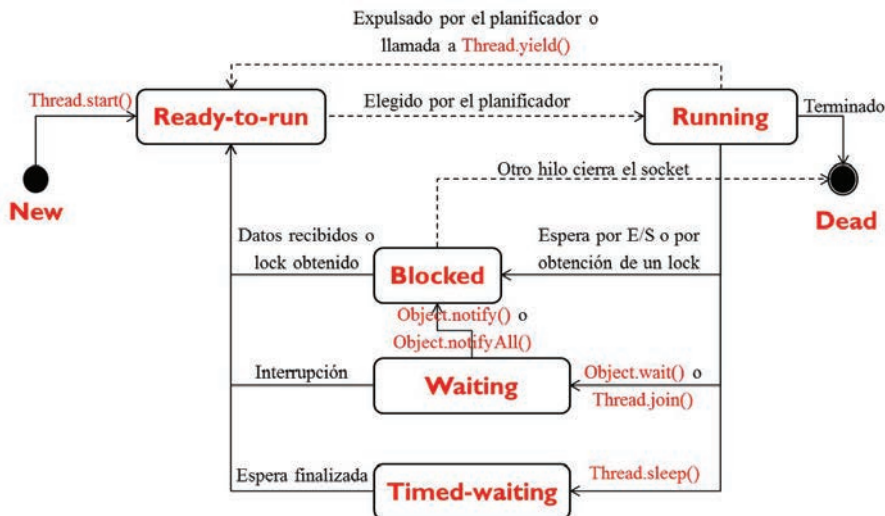 Expulsado por el planificador o
llamada a Thread.yield()
Thread.start()
Ready-to-run
Elegido por el planificador
Running
Terminado
Otro hilo cierra el socket
New
Dead
Datos recibidos o
lock obtenido
Blocked
Espera por E/S o por
obtención de un lock
Object.notify() o
Object.notifyAll()
Interrupción
Waiting
Object.wait() o
Thread.join()
Espera finalizada
Timed-waiting
Thread.sleep()